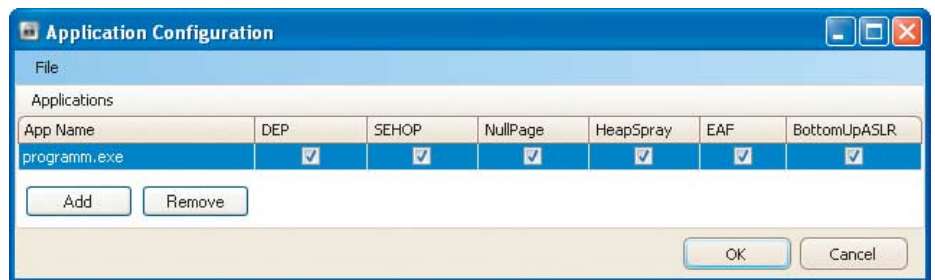 Application Configuration
File
Applications
App Name DEP SEHOP NullPage HeapSpray EAF BottomUpASLR
programm.exe
Add Remove
OK Cancel